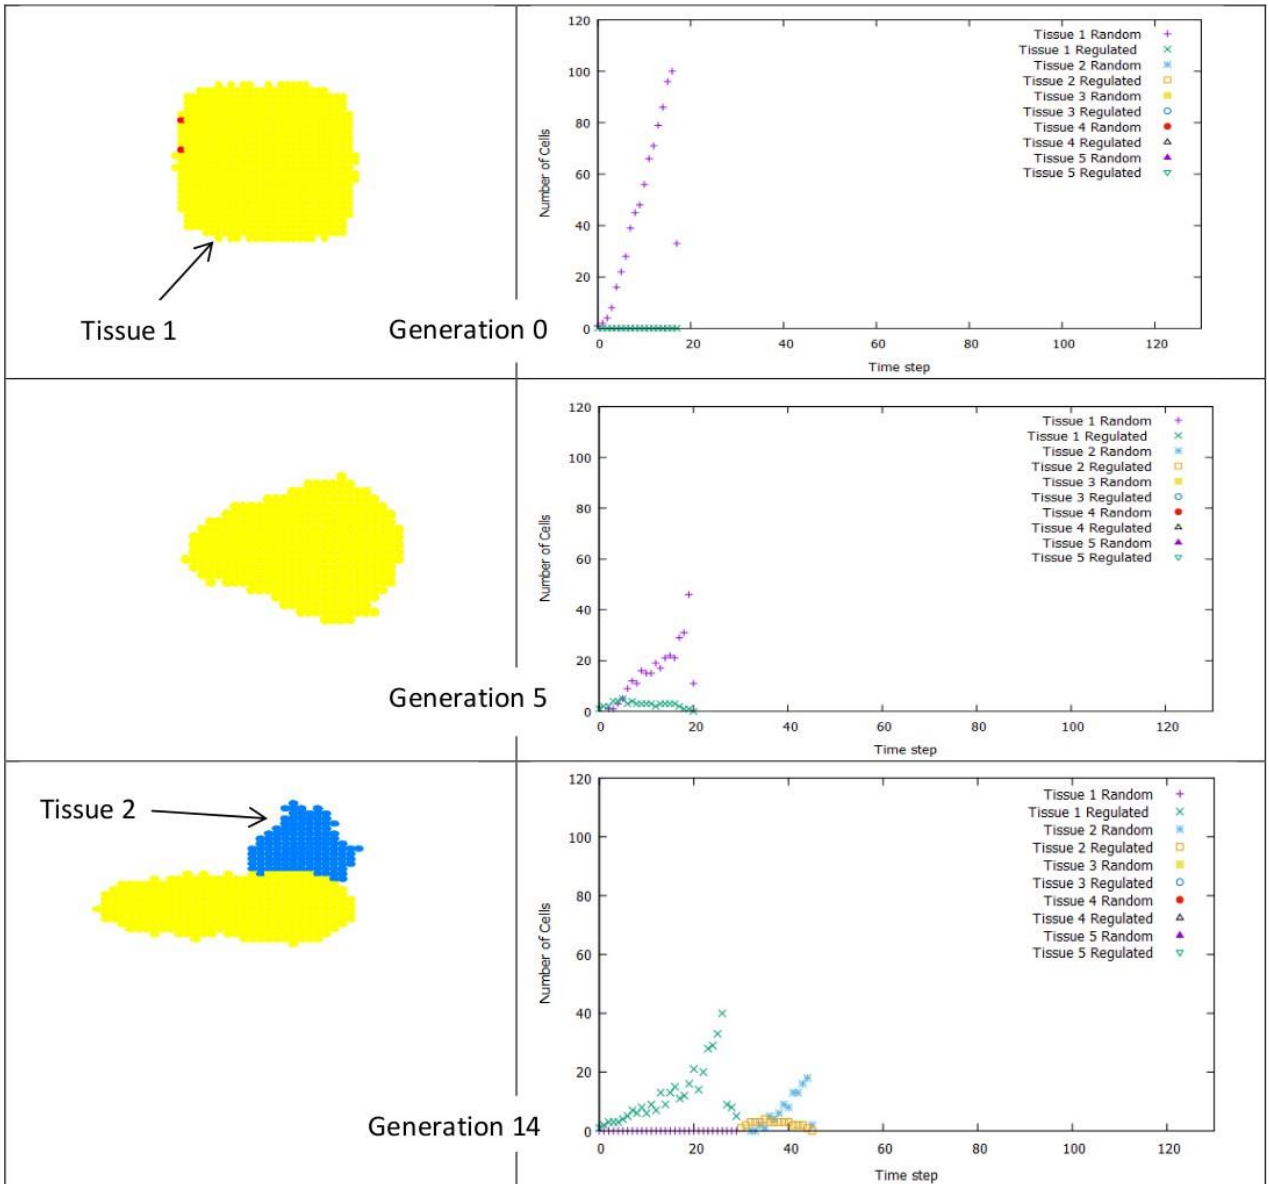 Tissue 1
Generation 0
120
100
80
60
40
20
0
Number of Cells
Tissue 1 Random
Tissue 1 Regulated
Tissue 2 Random
Tissue 2 Regulated
Tissue 3 Random
Tissue 3 Regulated
Tissue 4 Random
Tissue 4 Regulated
Tissue 5 Random
Tissue 5 Regulated
0 20 40 60 80 100 120
Time step
Generation 5
120
100
80
60
40
20
0
Number of Cells
Tissue 1 Random
Tissue 1 Regulated
Tissue 2 Random
Tissue 2 Regulated
Tissue 3 Random
Tissue 3 Regulated
Tissue 4 Random
Tissue 4 Regulated
Tissue 5 Random
Tissue 5 Regulated
0 20 40 60 80 100 120
Time step
Tissue 2
Generation 14
120
100
80
60
40
20
0
Number of Cells
Tissue 1 Random
Tissue 1 Regulated
Tissue 2 Random
Tissue 2 Regulated
Tissue 3 Random
Tissue 3 Regulated
Tissue 4 Random
Tissue 4 Regulated
Tissue 5 Random
Tissue 5 Regulated
0 20 40 60 80 100 120
Time step